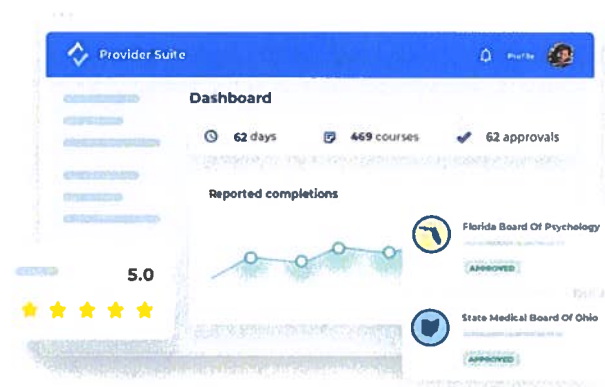 Provider Suite
Profile
Dashboard
62 days
469 courses
62 approvals
Reported completions
Florida Board Of Psychology
APPROVED
5.0
State Medical Board Of Ohio
APPROVED